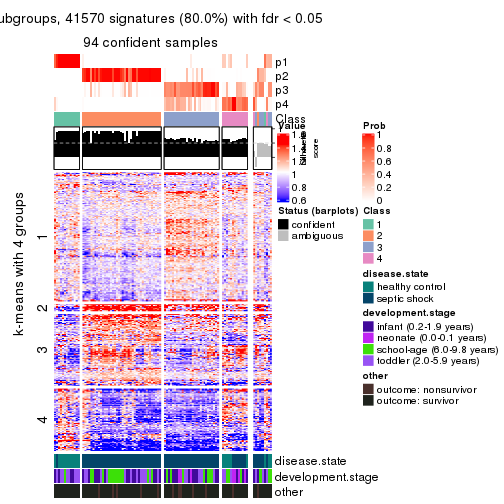 ubgroups, 41570 signatures (80.0%) with fdr < 0.05
94 confident samples
p1
p2
p3
p4
Class
k-means with 4 groups
1
2
3
4
Value
1
0.8
0.6
score
Status (barplots)
confident
ambiguous
Prob
1
0.8
0.6
0.4
0.2
0
Class
1
2
3
4
disease.state
healthy control
septic shock
development.stage
infant (0.2-1.9 years)
neonate (0.0-0.1 years)
school-age (6.0-9.8 years)
toddler (2.0-5.9 years)
other
outcome: nonsurvivor
outcome: survivor
disease.state
development.stage
other